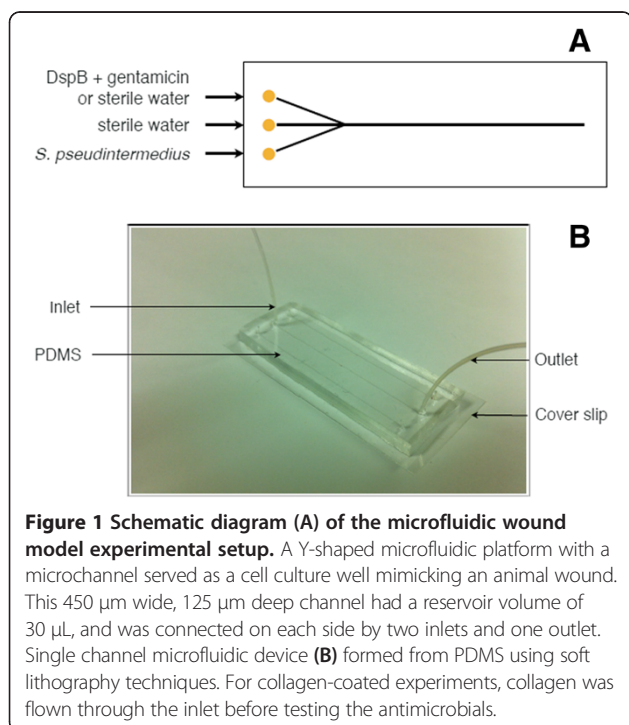 A
DspB + gentamicin
or sterile water
sterile water
S. pseudintermedius
B
Inlet
PDMS
Outlet
Cover slip
Figure 1 Schematic diagram (A) of the microfluidic wound
model experimental setup. A Y-shaped microfluidic platform with a
microchannel served as a cell culture well mimicking an animal wound.
This 450 μm wide, 125 μm deep channel had a reservoir volume of
30 μL, and was connected on each side by two inlets and one outlet.
Single channel microfluidic device (B) formed from PDMS using soft
lithography techniques. For collagen-coated experiments, collagen was
flown through the inlet before testing the antimicrobials.